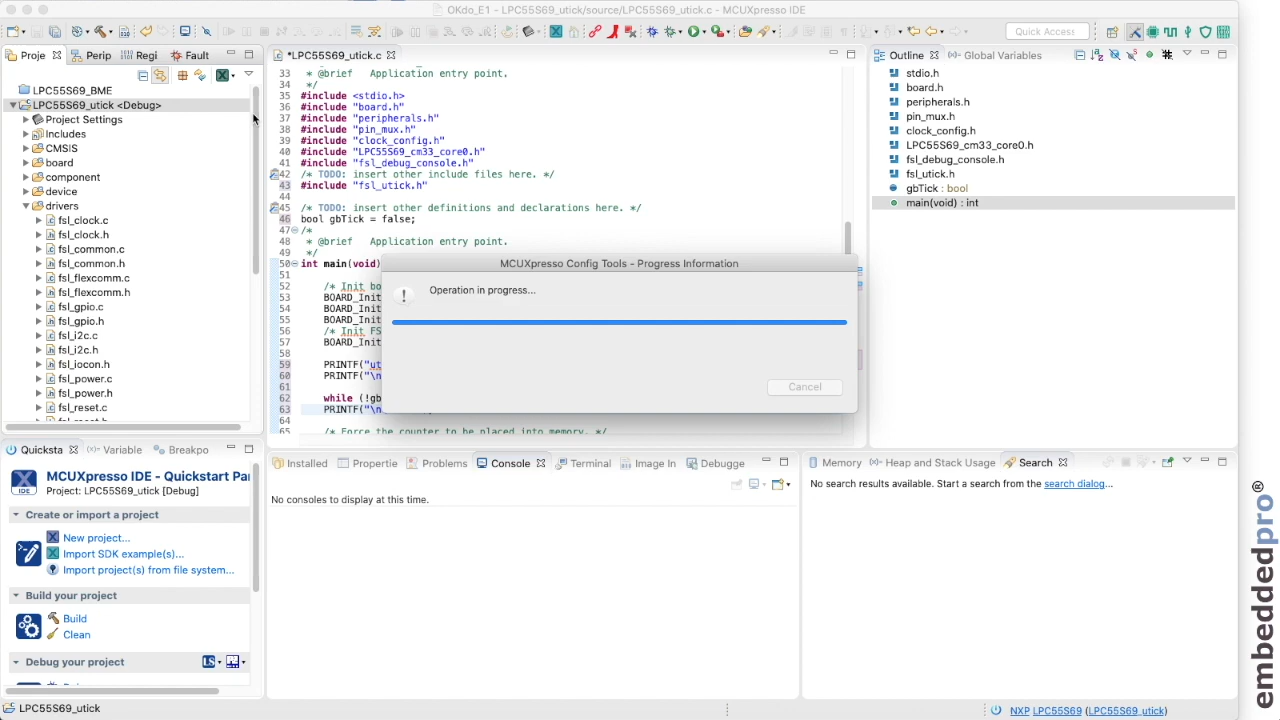 OKdo_E1 - LPC55S69_utick/source/LPC55S69_utick.c - MCUXpresso IDE
Quick Access
Proje
Perip
Regi
Fault
LPC55S69_BME
LPC55S69_utick <Debug>
Project Settings
Includes
CMSIS
board
component
device
drivers
fsl_clock.c
fsl_clock.h
fsl_common.c
fsl_common.h
fsl_flexcomm.c
fsl_flexcomm.h
fsl_gpio.c
fsl_gpio.h
fsl_i2c.c
fsl_i2c.h
fsl_iocon.h
fsl_power.c
fsl_power.h
fsl_reset.c
*LPC55S69_utick.c
33 * @brief Application entry point.
34 */
35 #include <stdio.h>
36 #include "board.h"
37 #include "peripherals.h"
38 #include "pin_mux.h"
39 #include "clock_config.h"
40 #include "LPC55S69_cm33_core0.h"
41 #include "fsl_debug_console.h"
42 /* TODO: insert other include files here. */
43 #include "fsl_utick.h"
44
45 /* TODO: insert other definitions and declarations here. */
46 bool gbTick = false;
47 /*
48 * @brief Application entry point.
49 */
50 int main(void)
51
52 /* Init bo
53 BOARD_Init
54 BOARD_Init
55 BOARD_Init
56 /* Init FS
57 BOARD_Init
58
59 PRINTF("ut
60 PRINTF("\n
61
62 while (!gb
63 PRINTF("\n
64
65 /* Force the counter to be placed into memory. */
MCUXpresso Config Tools - Progress Information
Operation in progress...
Cancel
Outline
Global Variables
stdio.h
board.h
peripherals.h
pin_mux.h
clock_config.h
LPC55S69_cm33_core0.h
fsl_debug_console.h
fsl_utick.h
gbTick : bool
main(void) : int
Quicksta
Variable
Breakpo
MCUXpresso IDE - Quickstart Pan
Project: LPC55S69_utick [Debug]
Create or import a project
New project...
Import SDK example(s)...
Import project(s) from file system...
Build your project
Build
Clean
Debug your project
LS
Installed
Propertie
Problems
Console
Terminal
Image In
Debugge
No consoles to display at this time.
Memory
Heap and Stack Usage
Search
No search results available. Start a search from the search dialog...
LPC55S69_utick
NXP LPC55S69 (LPC55S69_utick)
embeddedpro®